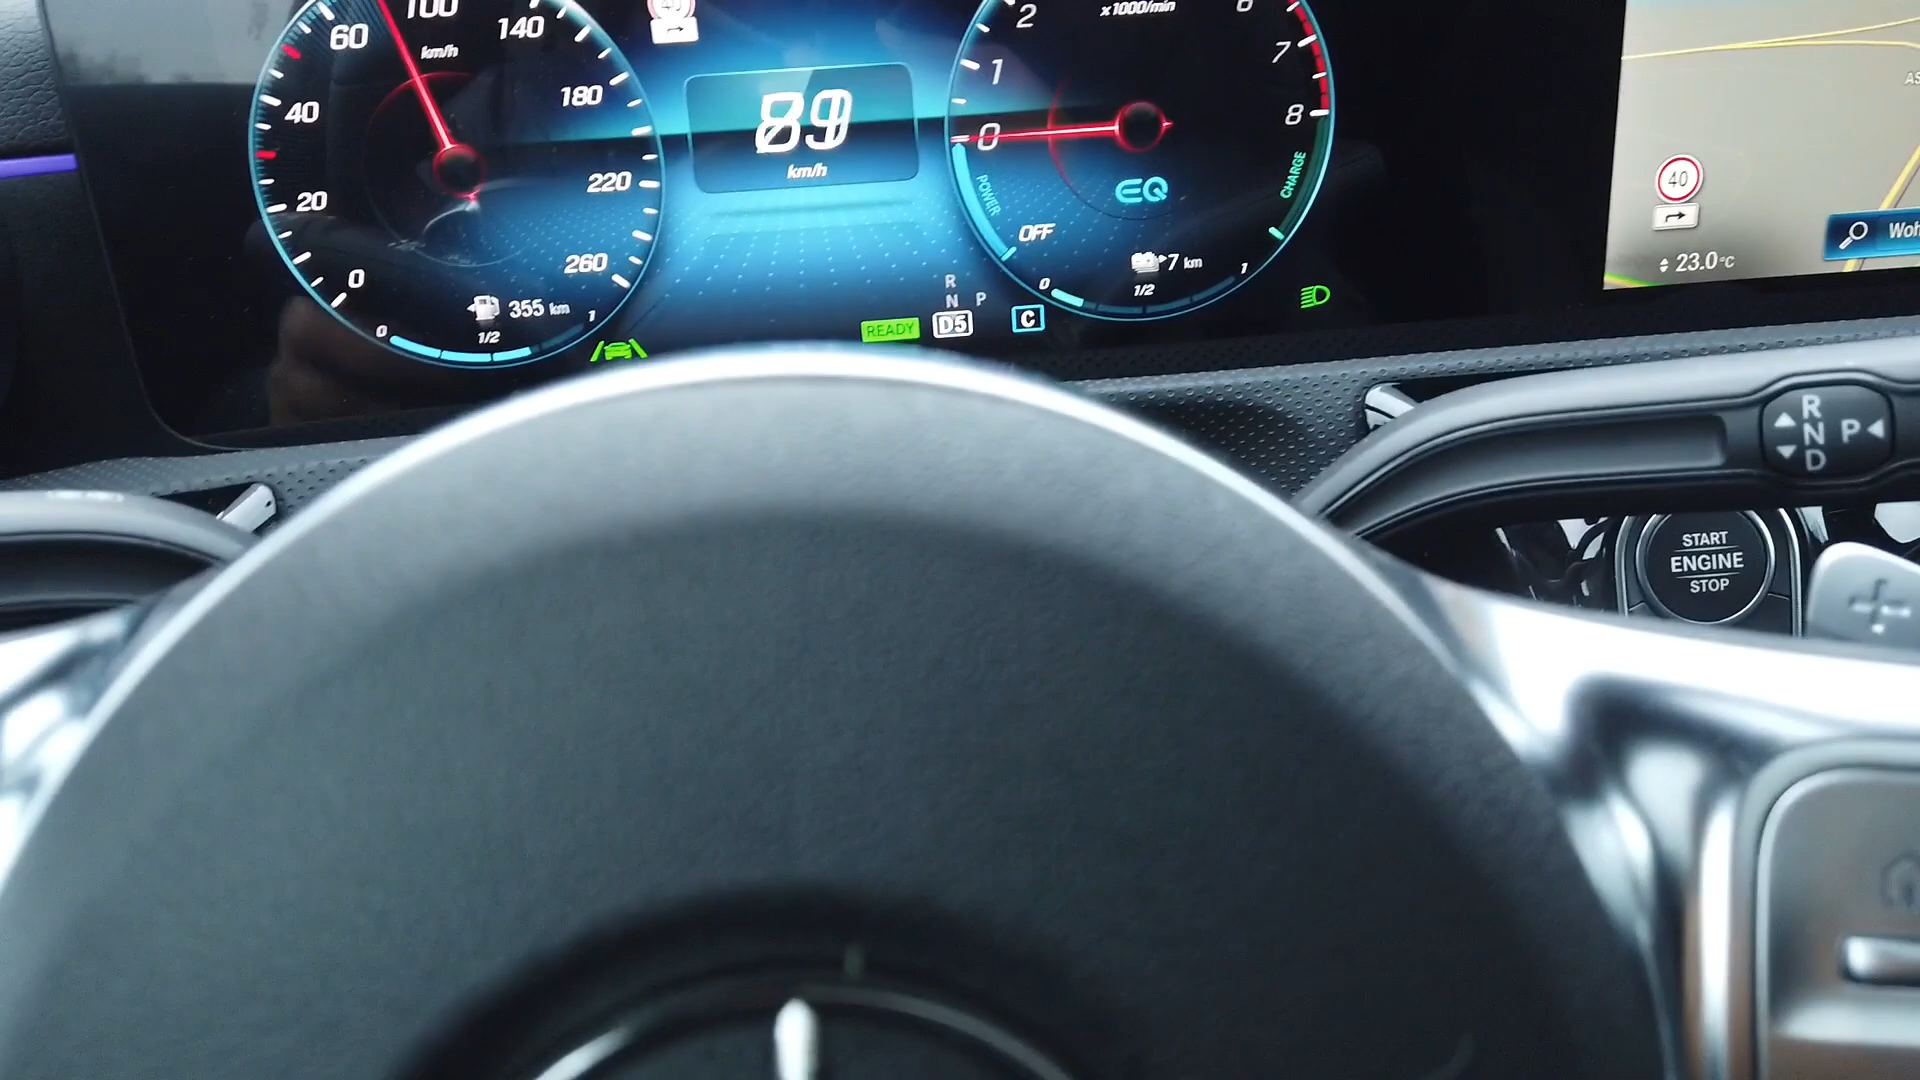 100
60
140
km/h
40
180
20
220
0
260
355 km
0
1/2
1
40
km/h
READY
R
N P
D5
C
2
x1000/min
6
1
7
0
8
POWER
CHARGE
EQ
OFF
7 km
0
1/2
1
40
23.0°C
R
N P
D
START
ENGINE
STOP